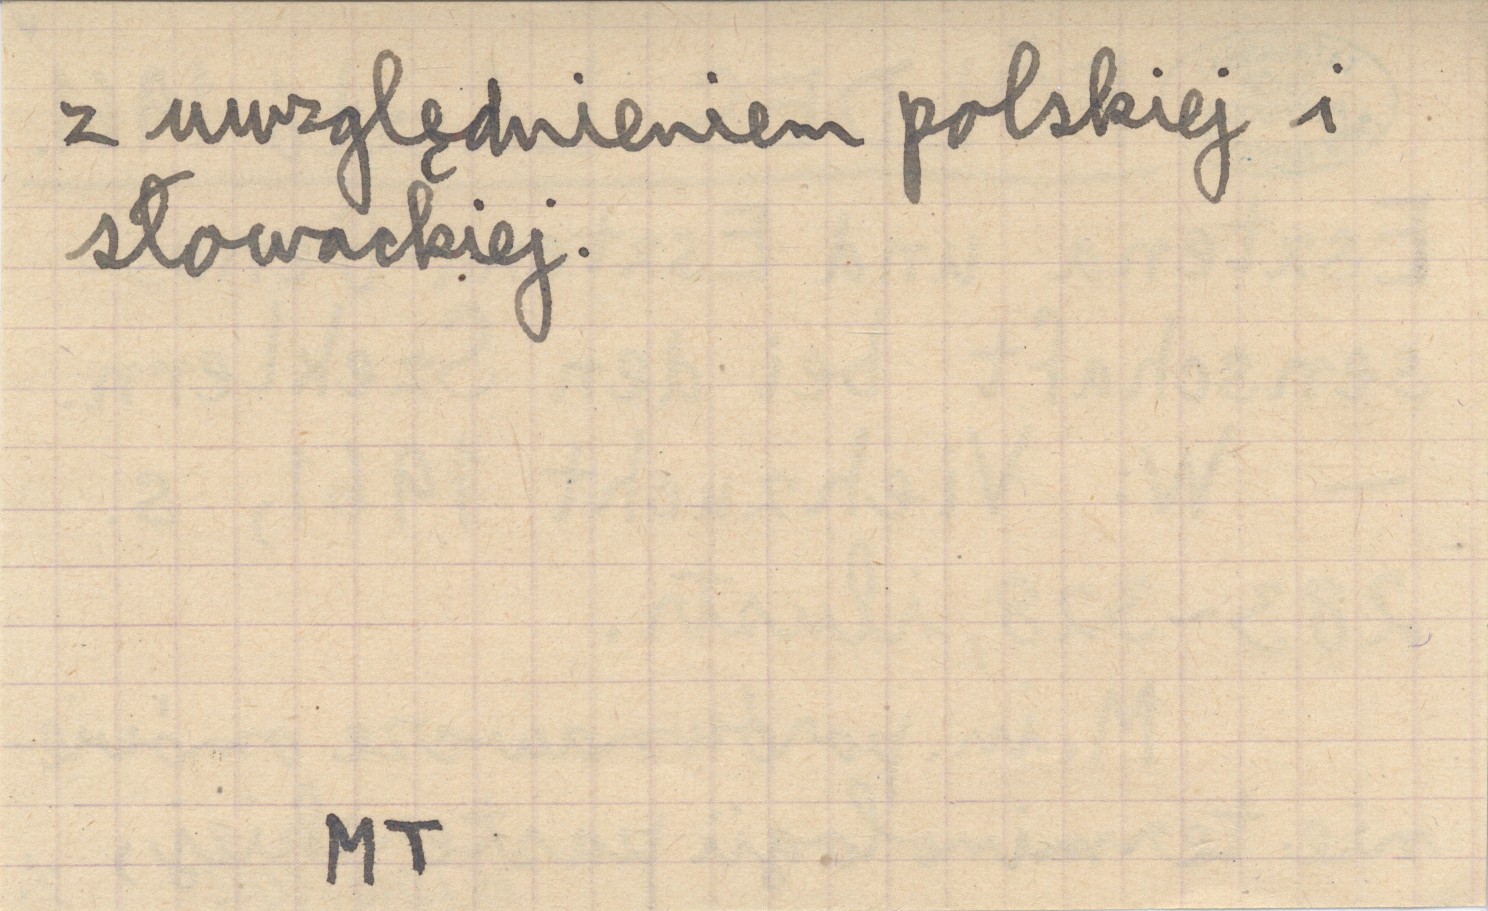 z uwzględnieniem polskiej i
słowackiej.
MT